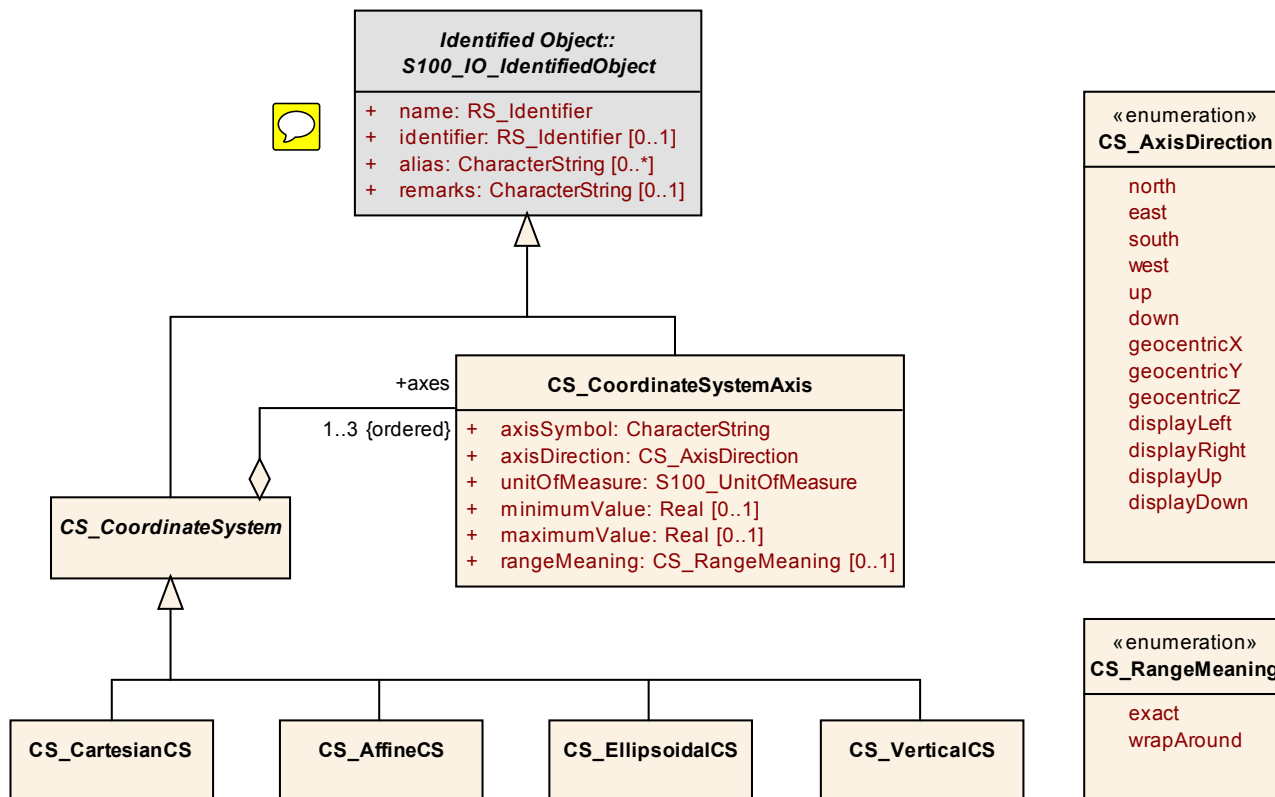 Identified Object::
S100_IO_IdentifiedObject
+ name: RS_Identifier
+ identifier: RS_Identifier [0..1]
+ alias: CharacterString [0..*]
+ remarks: CharacterString [0..1]
«enumeration»
CS_AxisDirection
north
east
south
west
up
down
geocentricX
geocentricY
geocentricZ
displayLeft
displayRight
displayUp
displayDown
+axes
1..3 {ordered}
CS_CoordinateSystemAxis
+ axisSymbol: CharacterString
+ axisDirection: CS_AxisDirection
+ unitOfMeasure: S100_UnitOfMeasure
+ minimumValue: Real [0..1]
+ maximumValue: Real [0..1]
+ rangeMeaning: CS_RangeMeaning [0..1]
CS_CoordinateSystem
«enumeration»
CS_RangeMeaning
exact
wrapAround
CS_CartesianCS
CS_AffineCS
CS_EllipsoidalCS
CS_VerticalCS